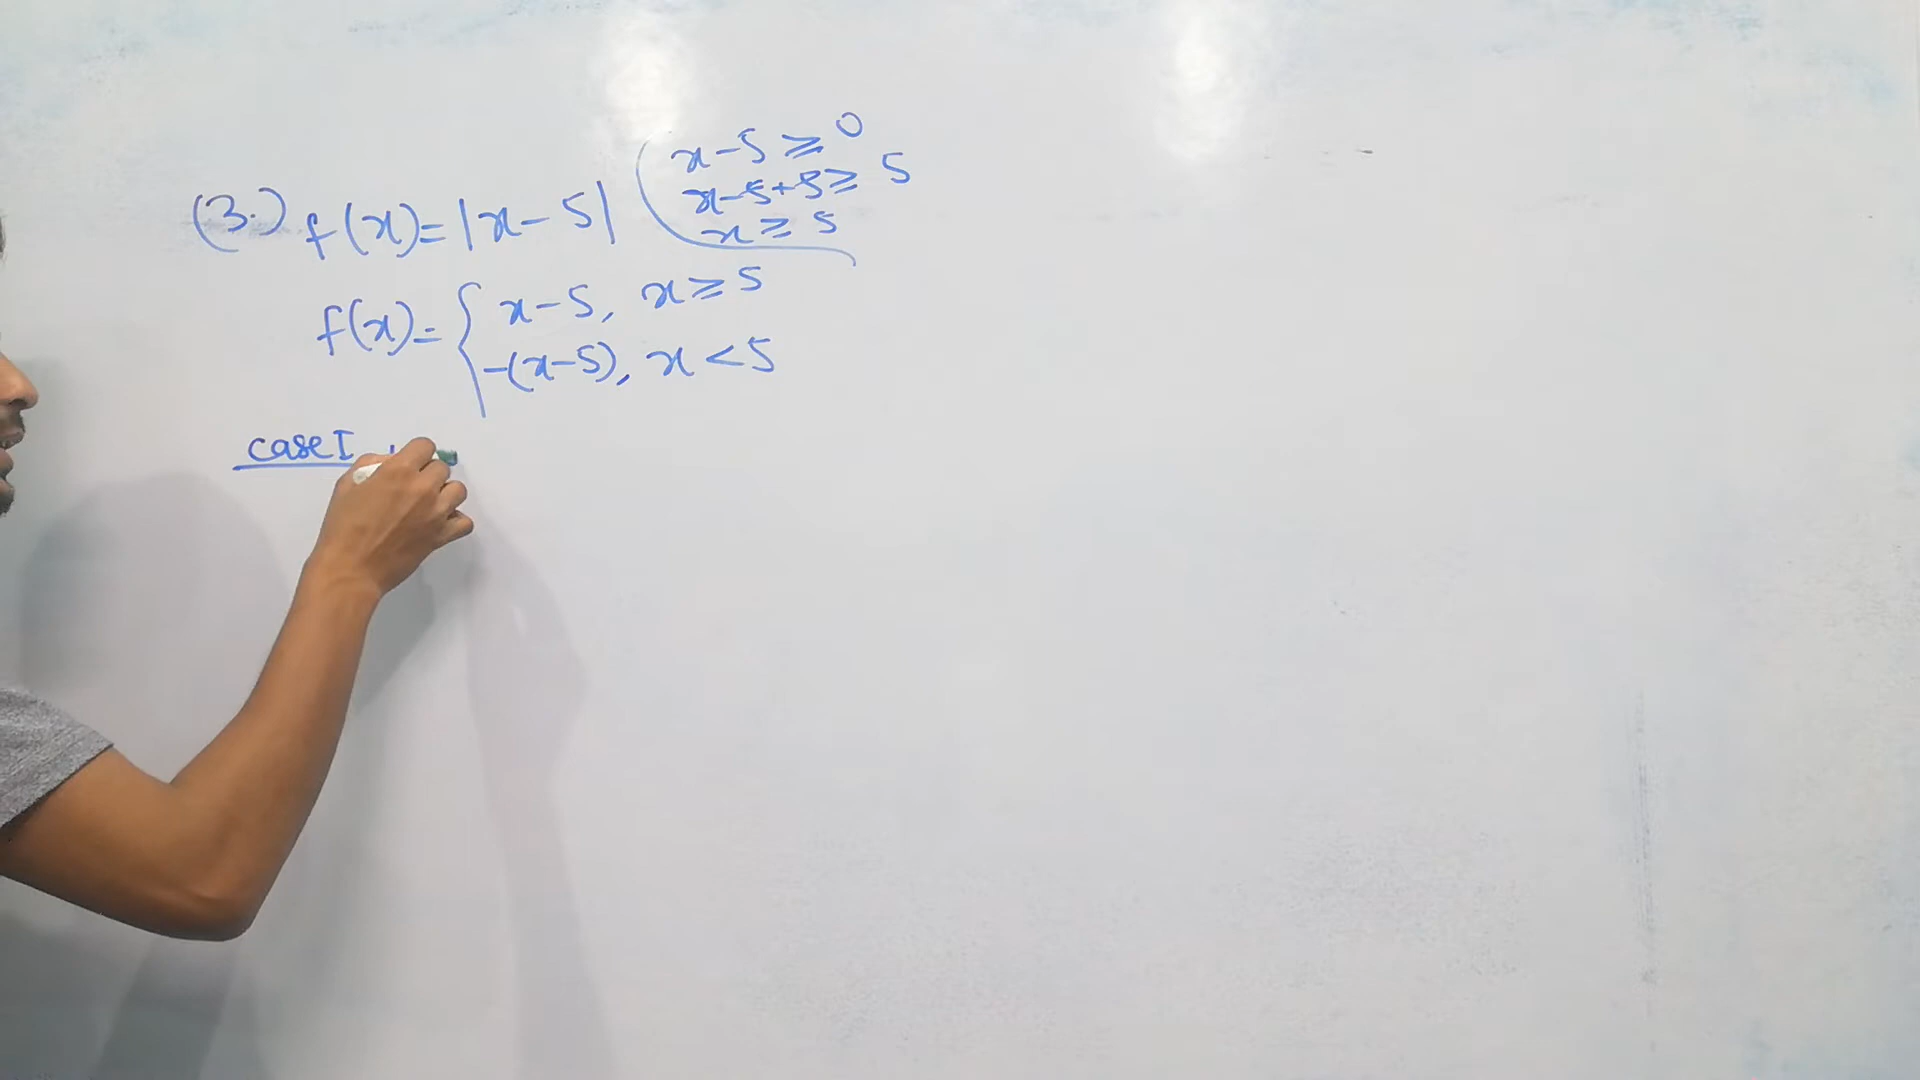 (3.) f(x)=|x-5|
x-5≥0
x-5+5≥5
x≥5
f(x)={ x-5, x≥5
-(x-5), x<5
case I